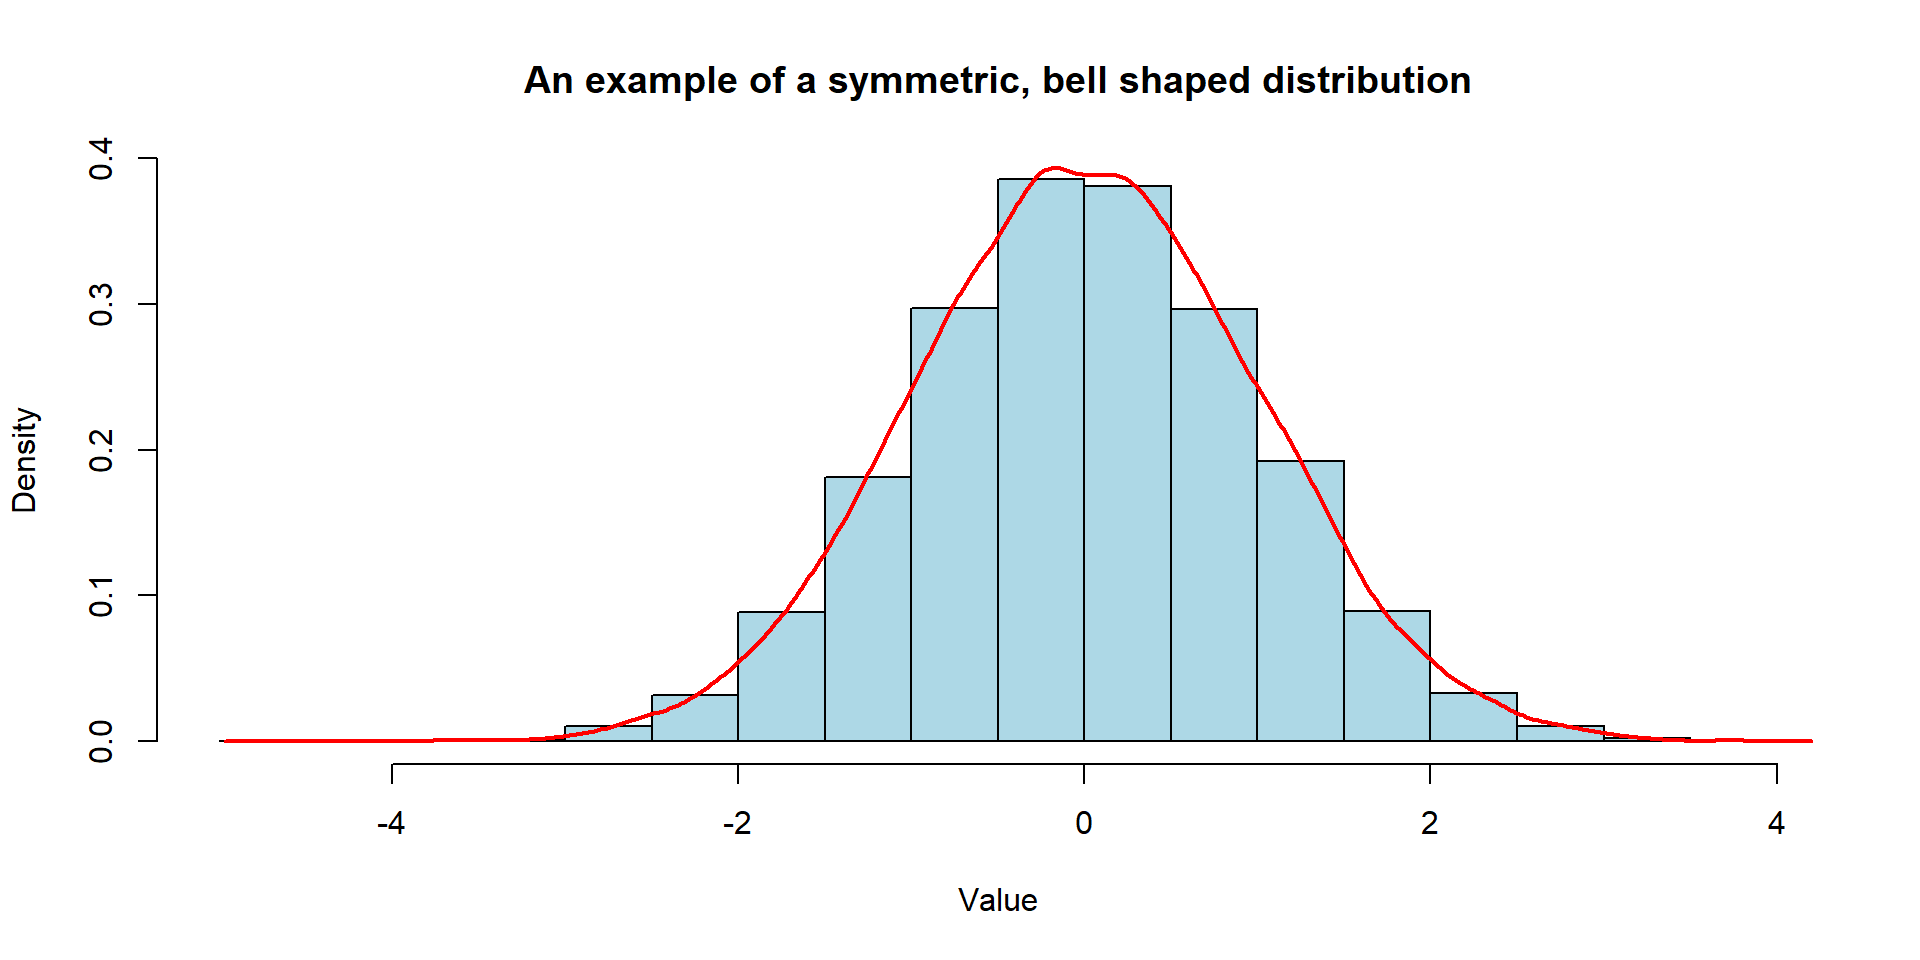 An example of a symmetric, bell shaped distribution
Density
0.4
0.3
0.2
0.1
0.0
-4 -2 0 2 4
Value